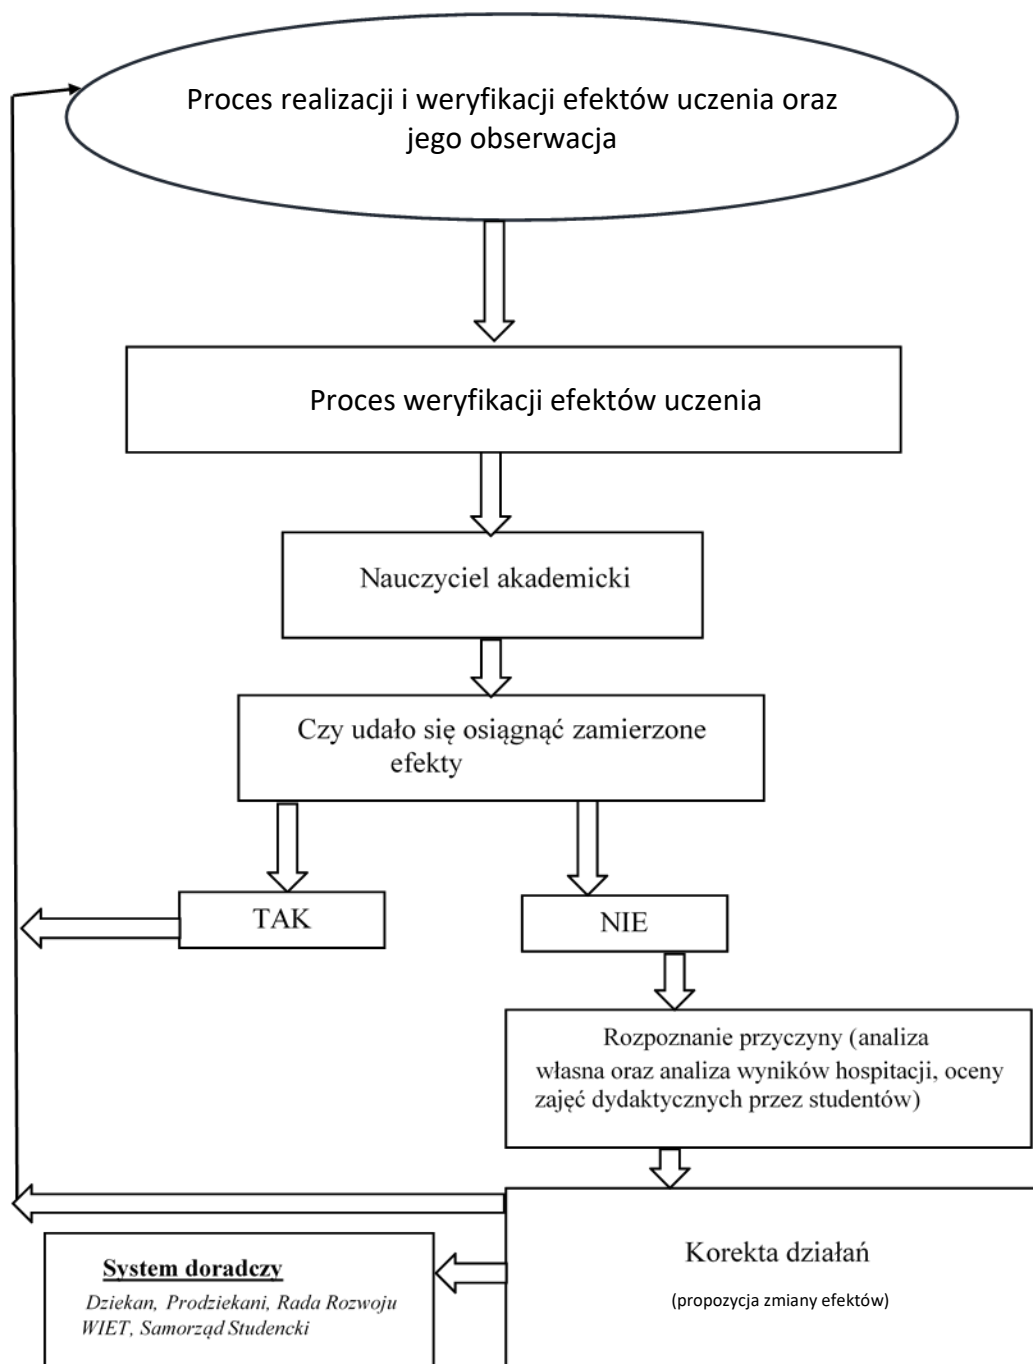 Proces realizacji i weryfikacji efektów uczenia oraz
jego obserwacja
Proces weryfikacji efektów uczenia
Nauczyciel akademicki
Czy udało się osiągnąć zamierzone
efekty
TAK
NIE
Rozpoznanie przyczyny (analiza
własna oraz analiza wyników hospitacji, oceny
zajęć dydaktycznych przez studentów)
Korekta działań
(propozycja zmiany efektów)
System doradczy
Dziekan, Prodziekani, Rada Rozwoju
WIET, Samorząd Studencki